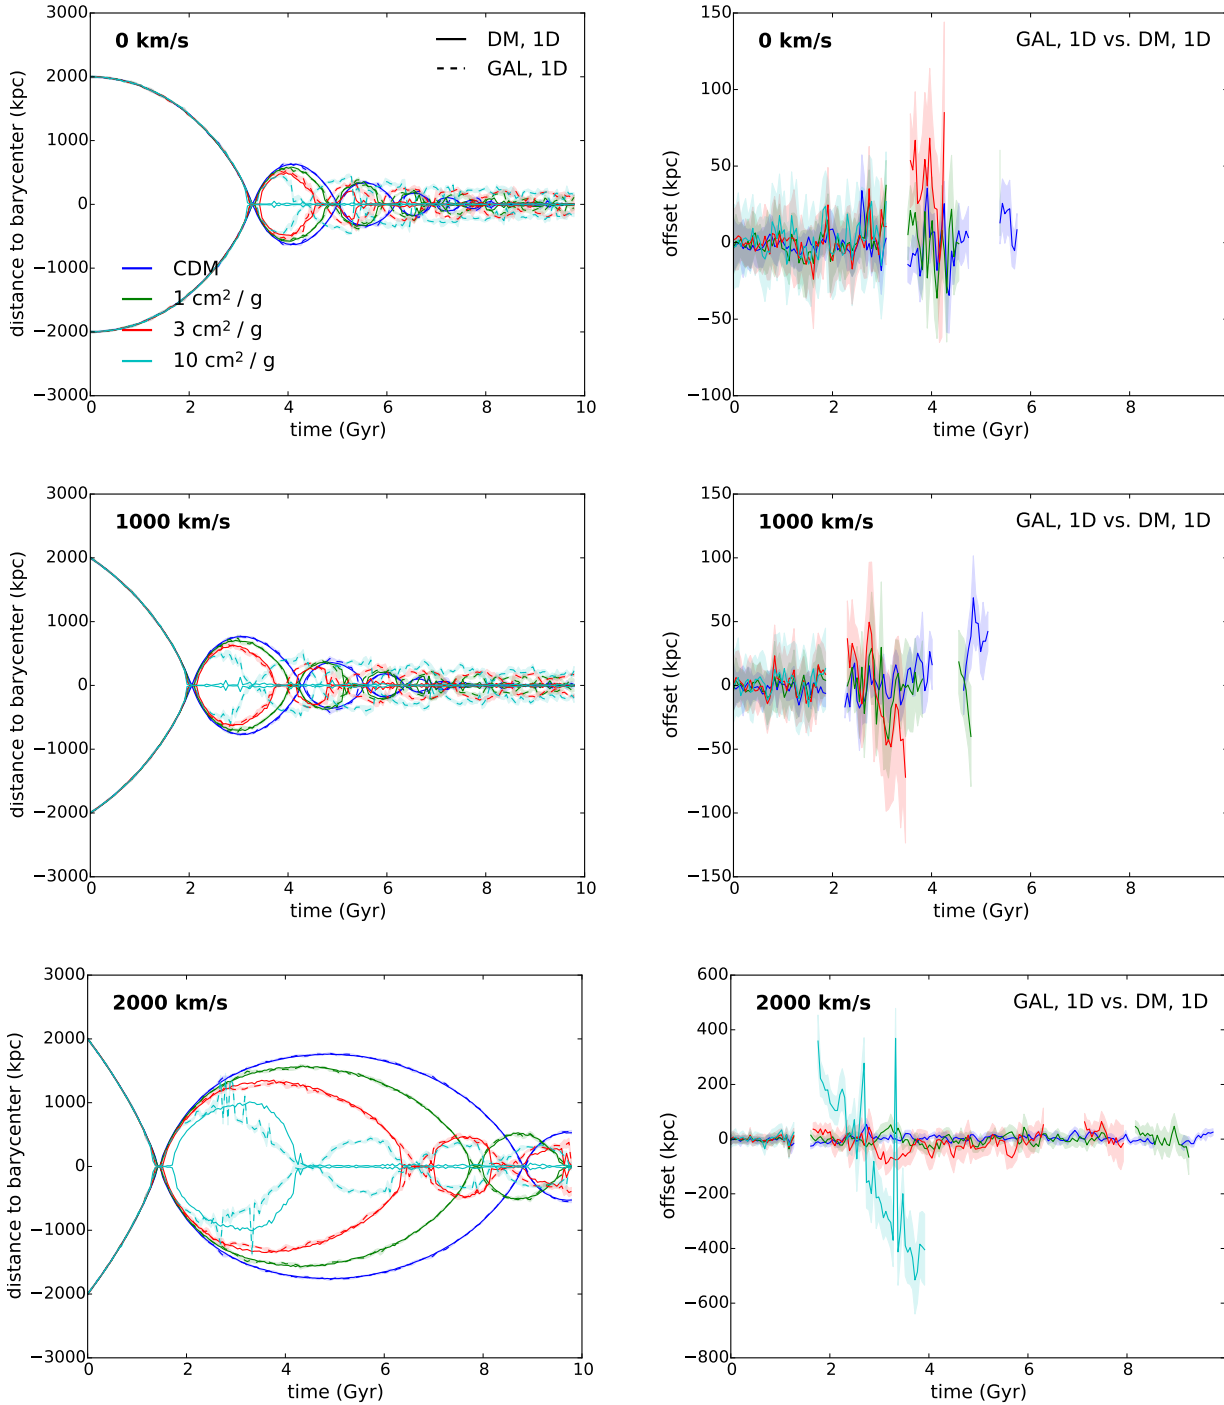 0 km/s
DM, 1D
GAL, 1D
CDM
1 cm² / g
3 cm² / g
10 cm² / g
3000
2000
1000
0
−1000
−2000
−3000
distance to barycenter (kpc)
0 2 4 6 8 10
time (Gyr)
0 km/s
GAL, 1D vs. DM, 1D
150
100
50
0
−50
−100
offset (kpc)
0 2 4 6 8
time (Gyr)
1000 km/s
3000
2000
1000
0
−1000
−2000
−3000
distance to barycenter (kpc)
0 2 4 6 8 10
time (Gyr)
1000 km/s
GAL, 1D vs. DM, 1D
150
100
50
0
−50
−100
−150
offset (kpc)
0 2 4 6 8
time (Gyr)
2000 km/s
3000
2000
1000
0
−1000
−2000
−3000
distance to barycenter (kpc)
0 2 4 6 8 10
time (Gyr)
2000 km/s
GAL, 1D vs. DM, 1D
600
400
200
0
−200
−400
−600
−800
offset (kpc)
0 2 4 6 8
time (Gyr)